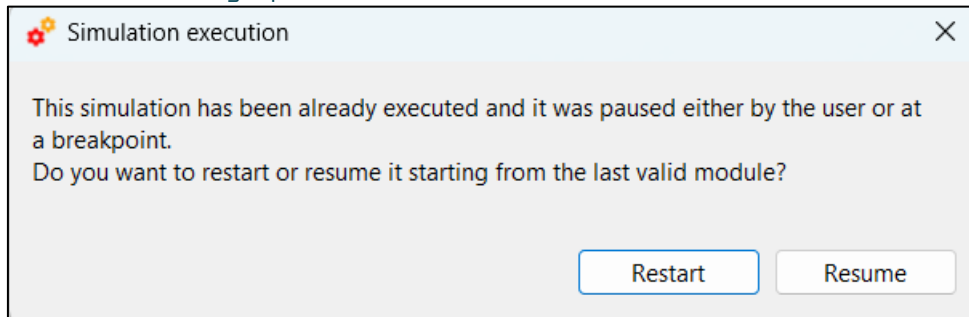 Simulation execution
This simulation has been already executed and it was paused either by the user or at
a breakpoint.
Do you want to restart or resume it starting from the last valid module?
Restart Resume